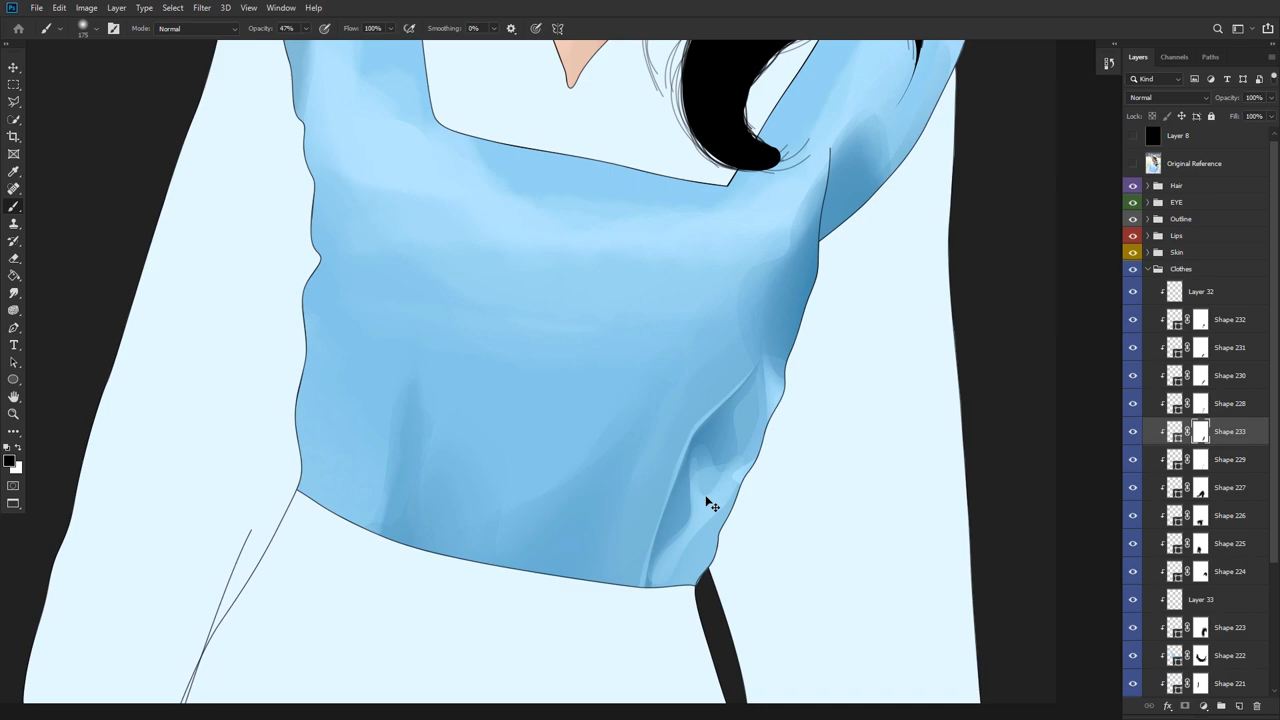 File Edit Image Layer Type Select Filter 3D View Window Help
175 Mode: Normal Opacity: 47% Flow: 100% Smoothing: 0%
Layers Channels Paths
Kind
Normal Opacity: 100%
Lock: Fill: 100%
Layer 8
Original Reference
Hair
EYE
Outline
Lips
Skin
Clothes
Layer 32
Shape 232
Shape 231
Shape 230
Shape 228
Shape 233
Shape 229
Shape 227
Shape 226
Shape 225
Shape 224
Layer 33
Shape 223
Shape 222
Shape 221